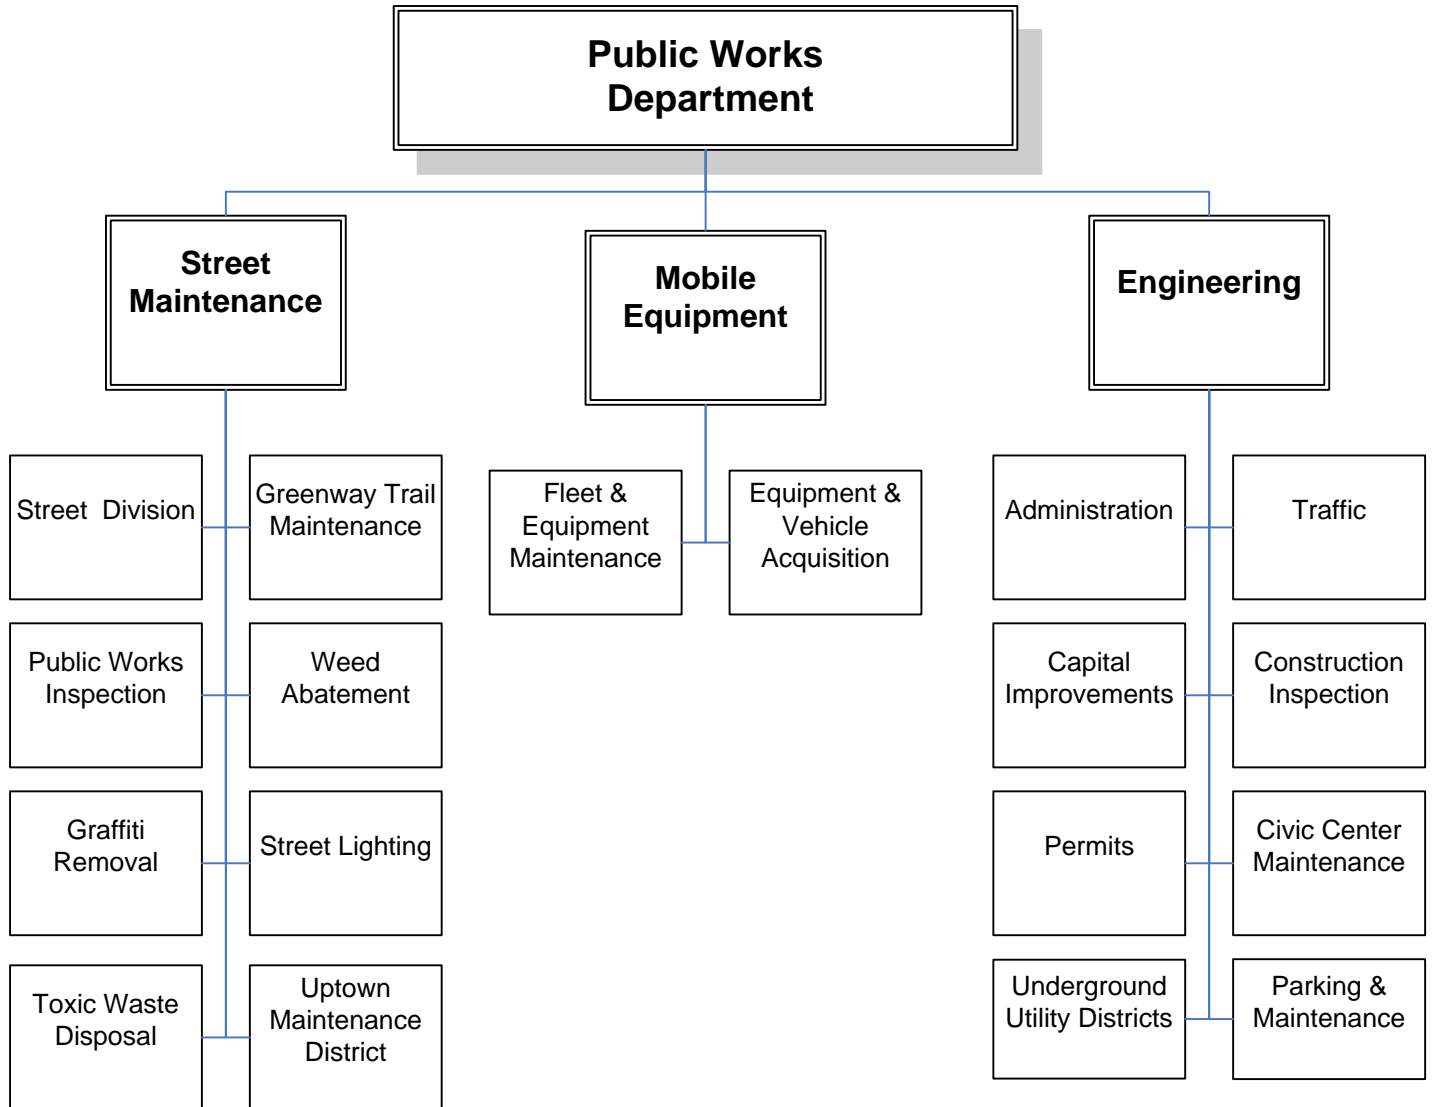 Public Works
Department
Street
Maintenance
Mobile
Equipment
Engineering
Street  Division
Greenway Trail
Maintenance
Public Works
Inspection
Weed
Abatement
Graffiti
Removal
Street Lighting
Toxic Waste
Disposal
Uptown
Maintenance
District
Fleet &
Equipment
Maintenance
Equipment &
Vehicle
Acquisition
Administration
Traffic
Capital
Improvements
Construction
Inspection
Permits
Civic Center
Maintenance
Underground
Utility Districts
Parking &
Maintenance